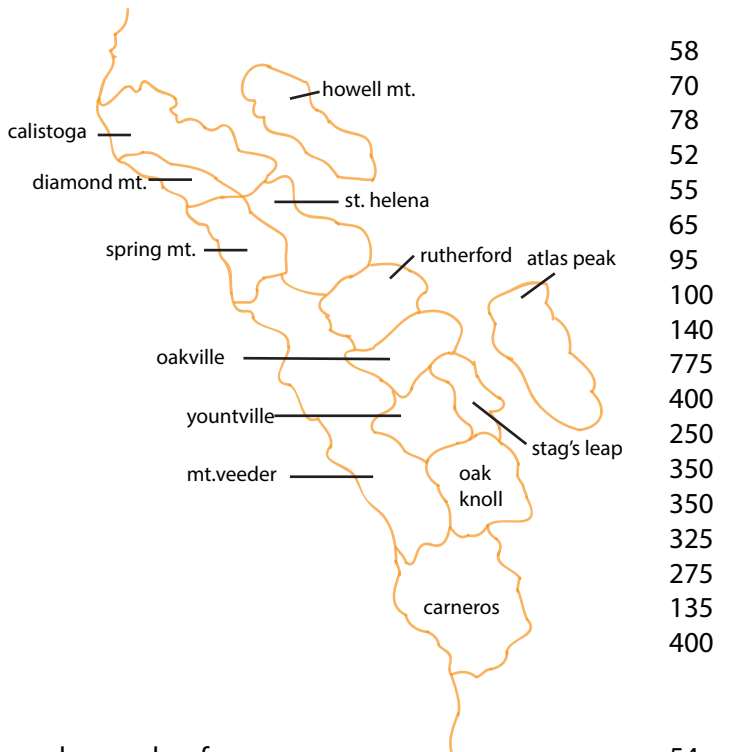 58
70
howell mt.
78
calistoga
52
diamond mt.
55
st. helena
65
spring mt.
rutherford
atlas peak
95
100
140
oakville
775
400
yountville
250
stag's leap
mt.veeder
oak
knoll
350
350
325
275
carneros
135
400
54